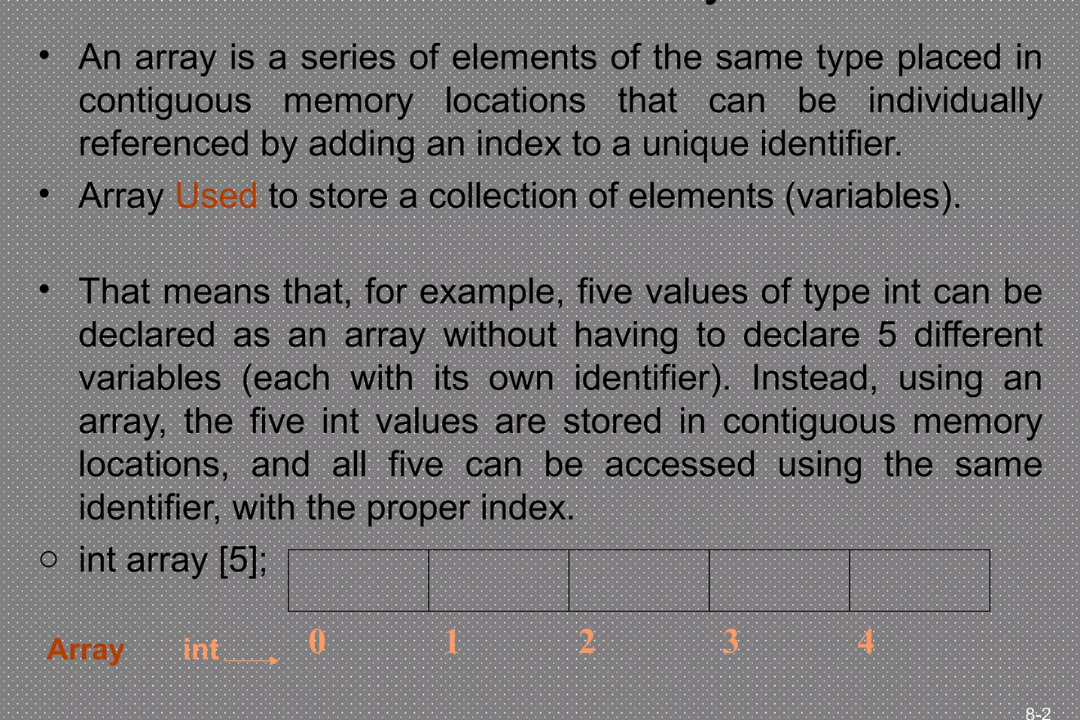 • An array is a series of elements of the same type placed in
contiguous memory locations that can be individually
referenced by adding an index to a unique identifier.
• Array Used to store a collection of elements (variables).
• That means that, for example, five values of type int can be
declared as an array without having to declare 5 different
variables (each with its own identifier). Instead, using an
array, the five int values are stored in contiguous memory
locations, and all five can be accessed using the same
identifier, with the proper index.
○ int array [5];
Array int 0 1 2 3 4
8-2